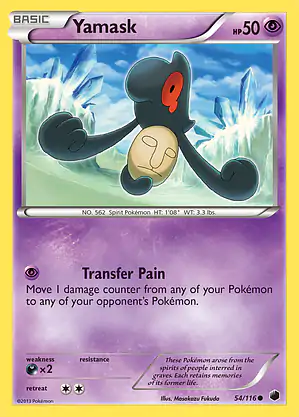 BASIC
Yamask
HP50
NO. 562 Spirit Pokémon HT: 1'08" WT: 3.3 lbs.
Transfer Pain
Move 1 damage counter from any of your Pokémon
to any of your opponent's Pokémon.
weakness
×2
resistance
retreat
These Pokémon arose from the
spirits of people interred in
graves. Each retains memories
of its former life.
©2013 Pokémon
Illus. Masakazu Fukuda
54/116